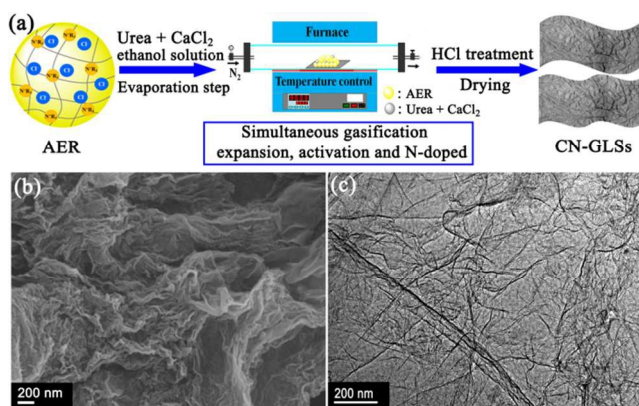 (a)
Urea + CaCl₂
ethanol solution
Evaporation step
AER
N₂
Furnace
Temperature control
: AER
: Urea + CaCl₂
HCl treatment
Drying
CN-GLSs
Simultaneous gasification
expansion, activation and N-doped
(b)
200 nm
(c)
200 nm